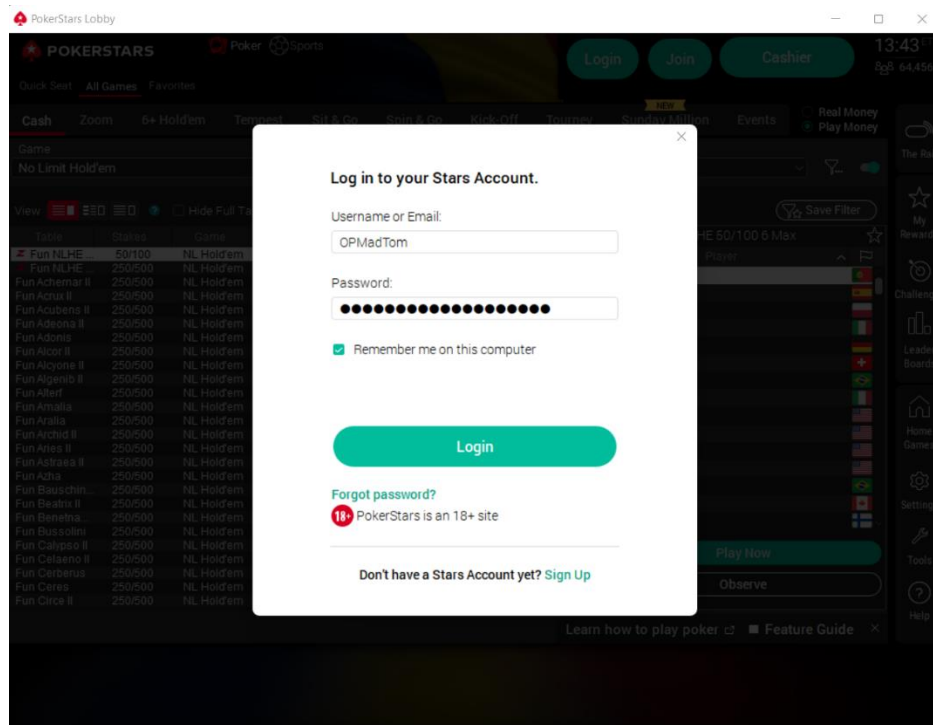 PokerStars Lobby
POKERSTARS
Poker
Sports
Login
Join
Cashier
13:43
64,456
Quick Seat
All Games
Favorites
Cash
Zoom
6+ Hold'em
Tempest
Sit & Go
Spin & Go
Kick-Off
Tourney
NEW
Sunday Million
Events
Real Money
Play Money
Game
No Limit Hold'em
View
Hide Full Ta
Save Filter
Table Stakes Game
HE 50/100 6 Max
Player
Fun NLHE ... 50/100 NL Hold'em
Fun NLHE ... 250/500 NL Hold'em
Fun Achernar II 250/500 NL Hold'em
Fun Acrux II 250/500 NL Hold'em
Fun Acubens II 250/500 NL Hold'em
Fun Adeona II 250/500 NL Hold'em
Fun Adonis 250/500 NL Hold'em
Fun Alcor II 250/500 NL Hold'em
Fun Alcyone II 250/500 NL Hold'em
Fun Algenib II 250/500 NL Hold'em
Fun Alterf 250/500 NL Hold'em
Fun Amalia 250/500 NL Hold'em
Fun Aralia 250/500 NL Hold'em
Fun Archid II 250/500 NL Hold'em
Fun Aries II 250/500 NL Hold'em
Fun Astraea II 250/500 NL Hold'em
Fun Azha 250/500 NL Hold'em
Fun Bauschin... 250/500 NL Hold'em
Fun Beatrix II 250/500 NL Hold'em
Fun Benetna... 250/500 NL Hold'em
Fun Bussolini 250/500 NL Hold'em
Fun Calypso II 250/500 NL Hold'em
Fun Celaeno II 250/500 NL Hold'em
Fun Cerberus 250/500 NL Hold'em
Fun Ceres 250/500 NL Hold'em
Fun Circe II 250/500 NL Hold'em
Log in to your Stars Account.
Username or Email:
OPMadTom
Password:
Remember me on this computer
Login
Forgot password?
18+ PokerStars is an 18+ site
Don't have a Stars Account yet? Sign Up
Play Now
Observe
Learn how to play poker
Feature Guide
The Rai
My
Reward
Challeng
Leader
Boards
Home
Games
Setting
Tools
Help